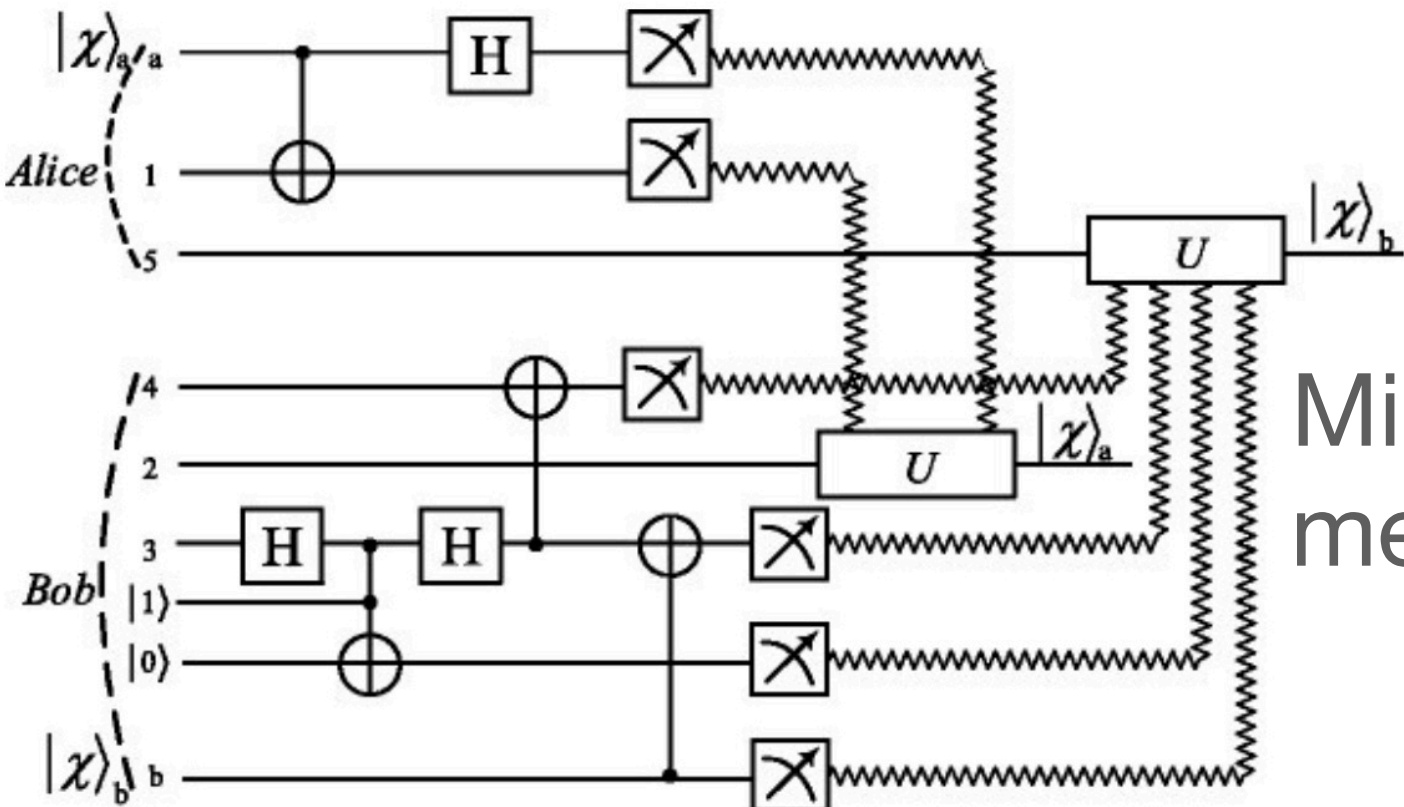 |χ⟩a a
H
Alice
1
5
U
|χ⟩b
4
2
U
|χ⟩a
3
H
H
Bob
|1⟩
|0⟩
|χ⟩b b
Mi
me